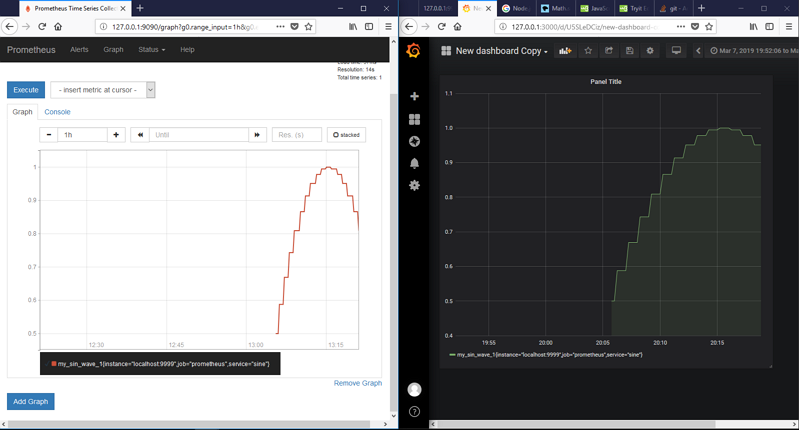 Prometheus Time Series Collec
127.0.0.1:9090/graph?g0.range_input=1h&g0.
Prometheus
Alerts
Graph
Status
Help
Resolution: 14s
Total time series: 1
Execute
- insert metric at cursor -
Graph
Console
1h
Until
Res. (s)
stacked
1
0.9
0.8
0.7
0.6
0.5
12:30
12:45
13:00
13:15
my_sin_wave_1{instance="localhost:9999",job="prometheus",service="sine"}
Remove Graph
Add Graph
127.0.0.1:
Ne
Node.
Mathu
JavaSc
TryIt
git - A
127.0.0.1:3000/d/USSLeDCiz/new-dashboard-
New dashboard Copy
Mar 7, 2019 19:52:06 to Ma
Panel Title
1.1
1.0
0.9
0.8
0.7
0.6
0.5
0.4
19:55
20:00
20:05
20:10
20:15
my_sin_wave_1{instance="localhost:9999",job="prometheus",service="sine"}